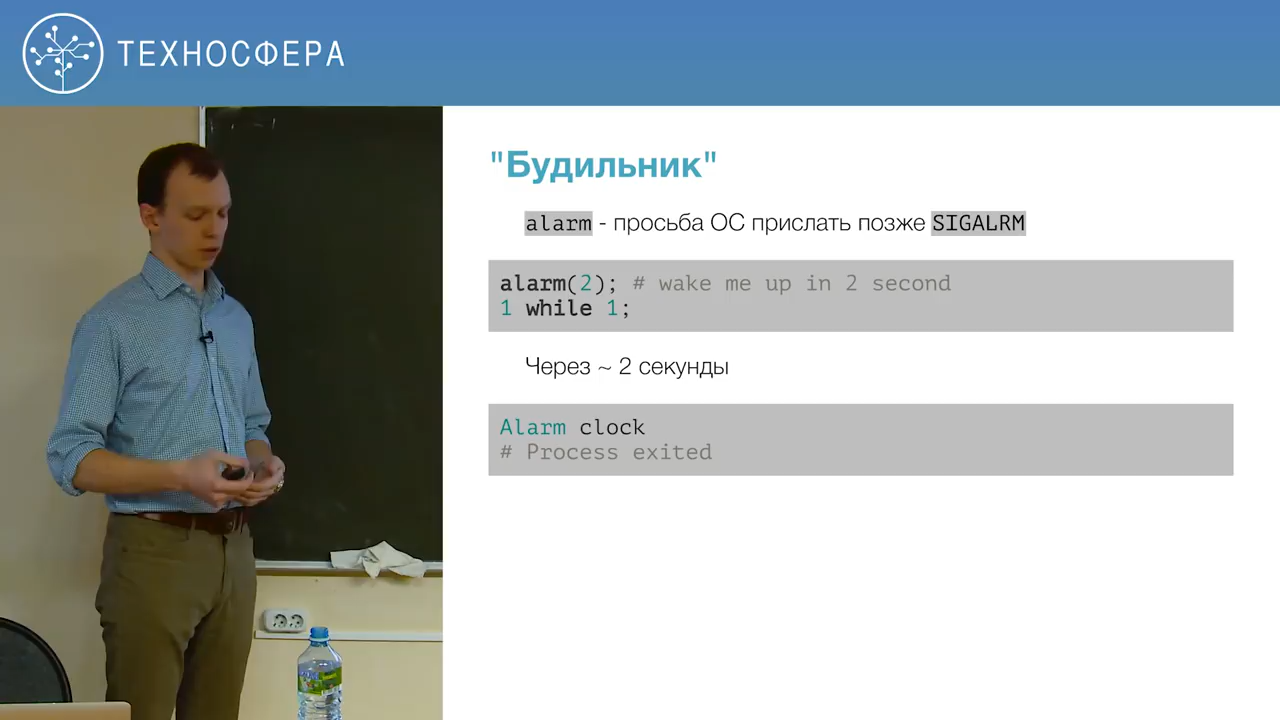 ТЕХНОСФЕРА
"Будильник"
alarm - просьба ОС прислать позже SIGALRM
alarm(2); # wake me up in 2 second
1 while 1;
Через ~ 2 секунды
Alarm clock
# Process exited